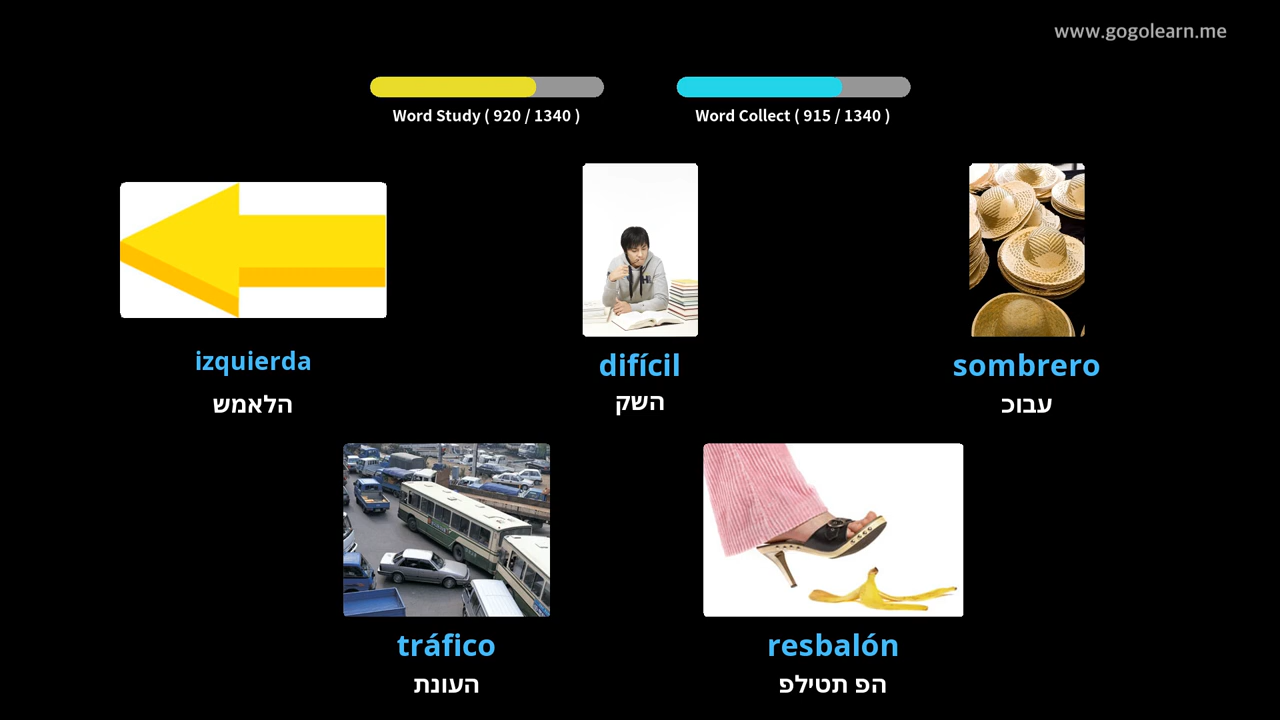 www.gogolearn.me
Word Study ( 920 / 1340 )
Word Collect ( 915 / 1340 )
izquierda
הלאמש
difícil
השק
sombrero
עבוכ
tráfico
העונת
resbalón
הפ תטילפ